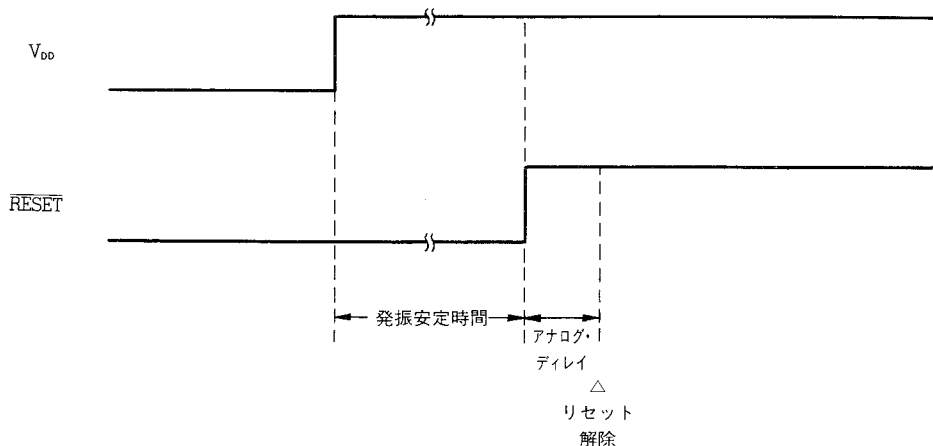 VDD
RESET
発振安定時間
アナログ・
ディレイ
△
リセット
解除